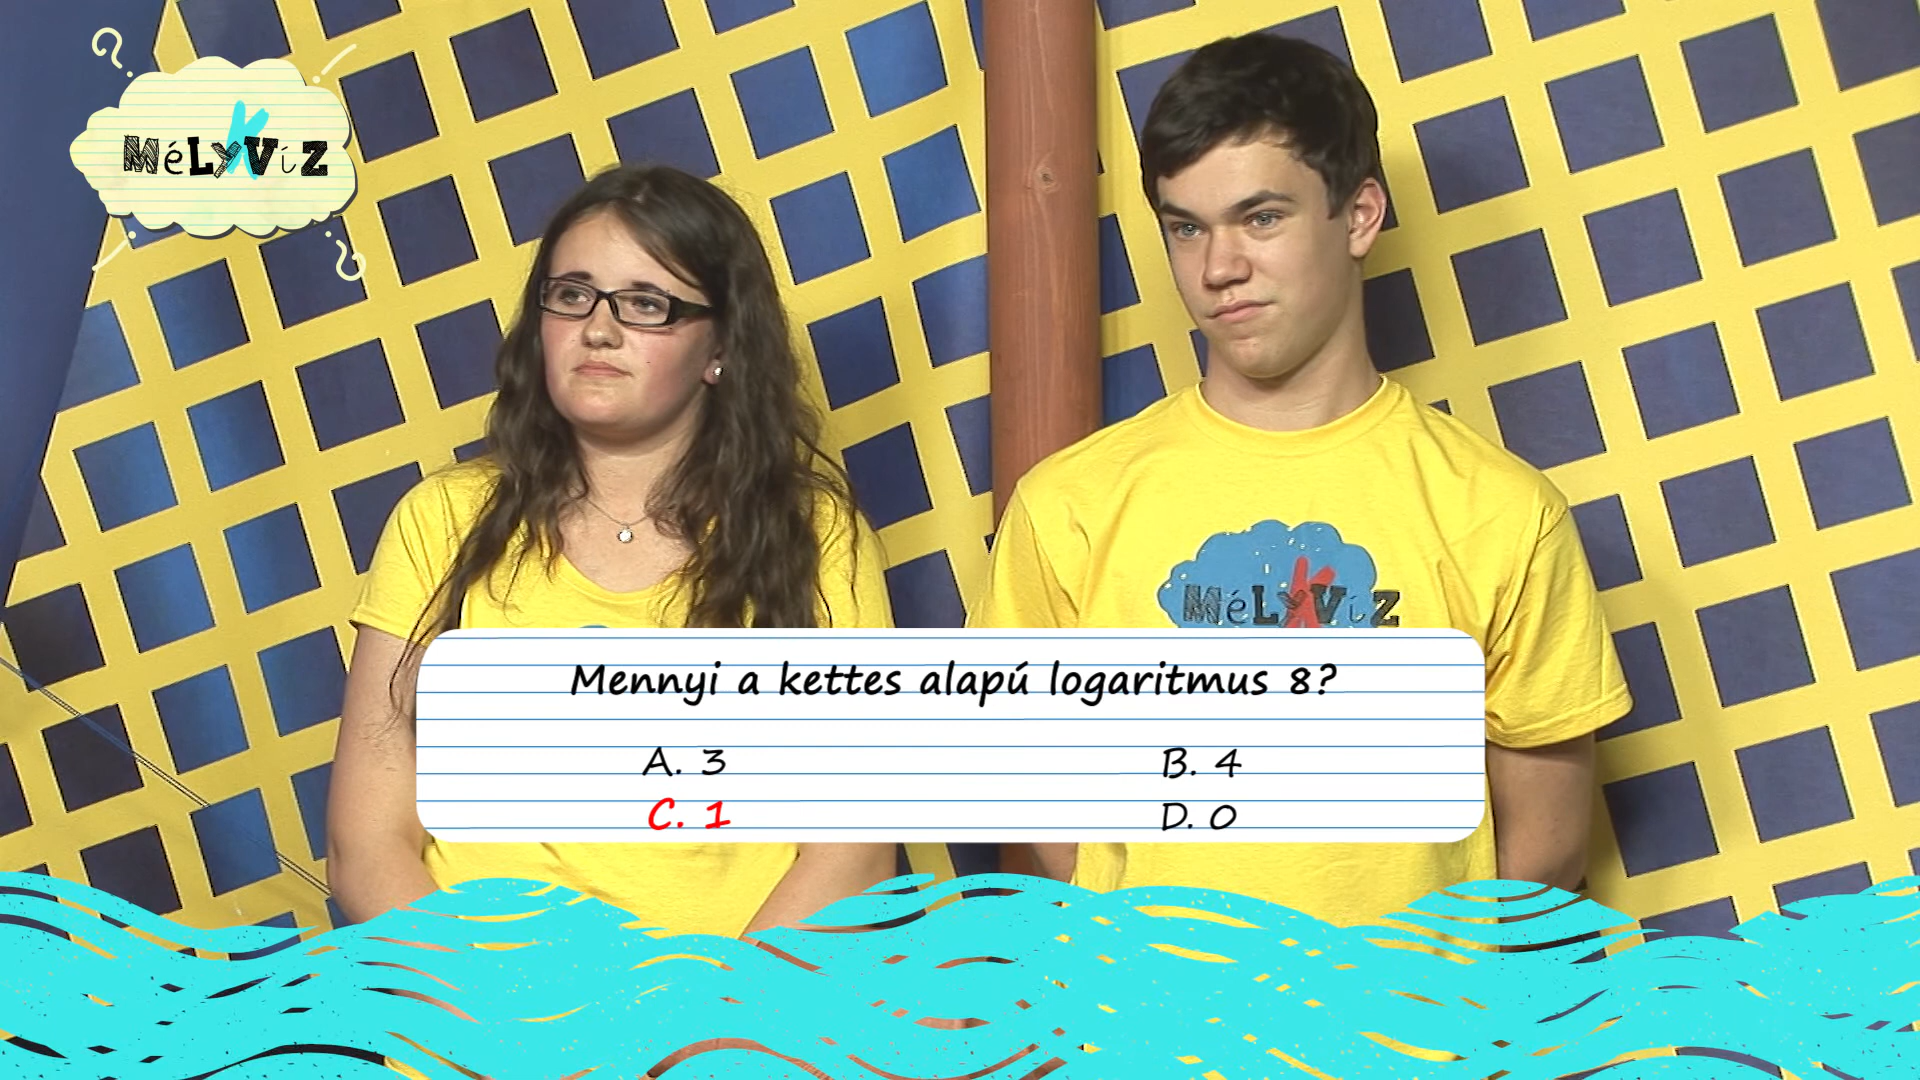 MéLyKVíZ
MéLyKVíZ
Mennyi a kettes alapú logaritmus 8?
A. 3
B. 4
C. 1
D. 0